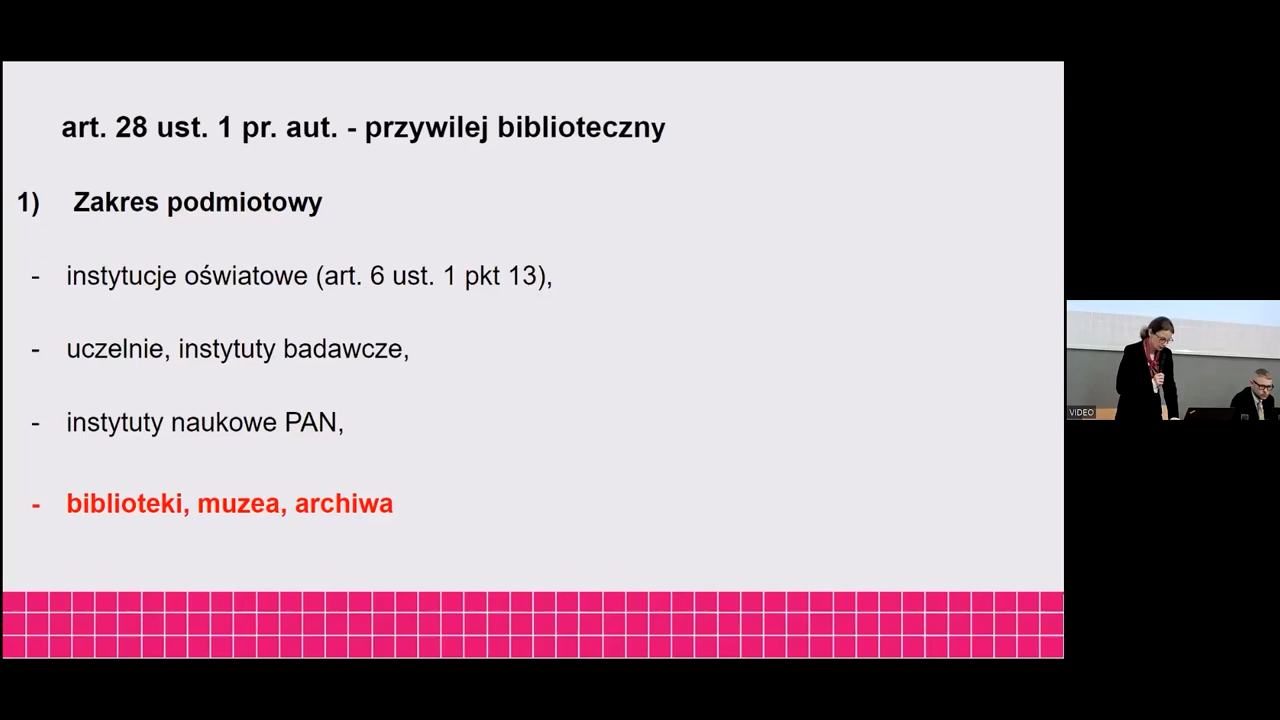 art. 28 ust. 1 pr. aut. - przywilej biblioteczny
1) Zakres podmiotowy
- instytucje oświatowe (art. 6 ust. 1 pkt 13),
- uczelnie, instytuty badawcze,
- instytuty naukowe PAN,
- biblioteki, muzea, archiwa
VIDEO